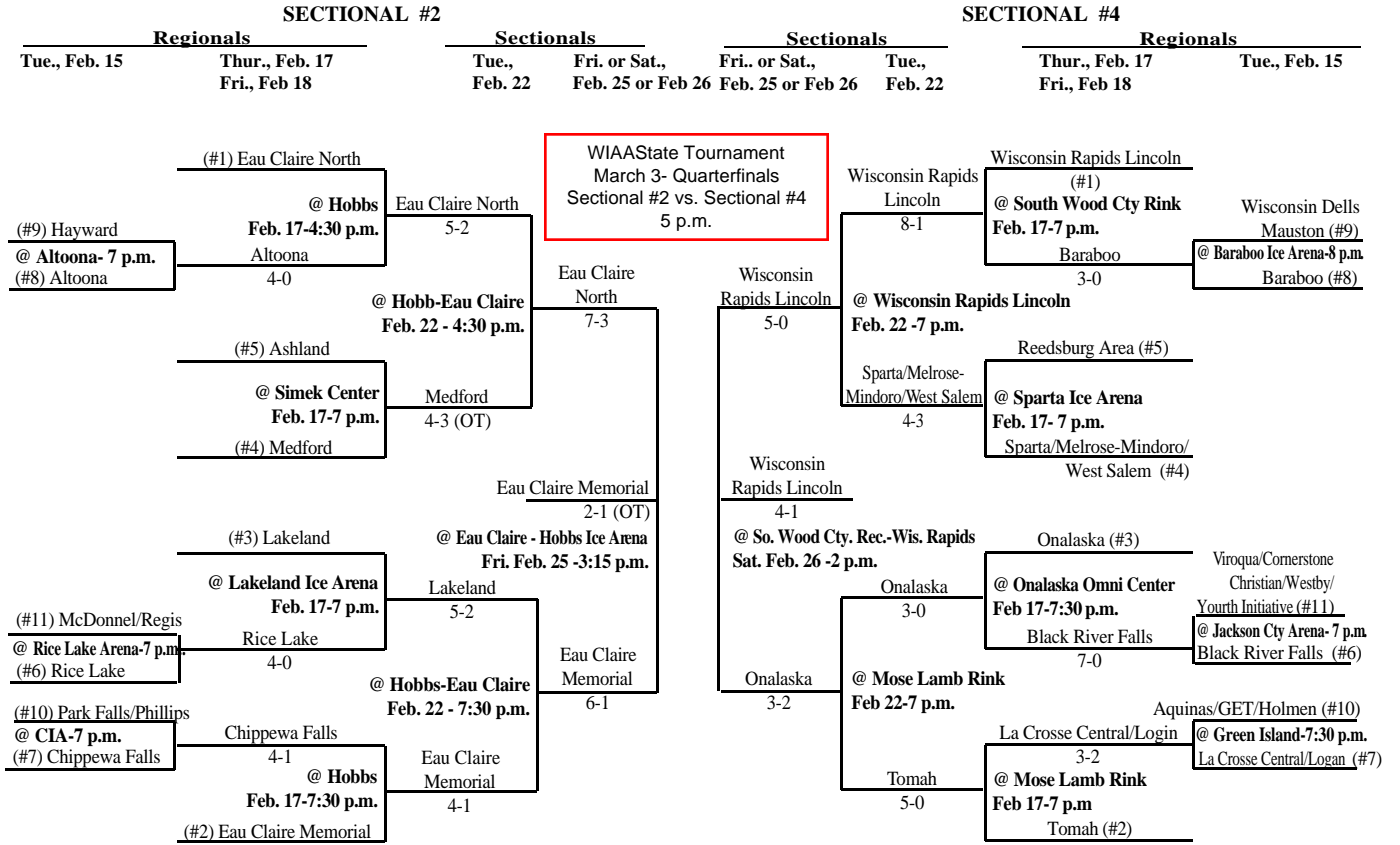 SECTIONAL #2
SECTIONAL #4
Regionals
Sectionals
Sectionals
Regionals
Tue., Feb. 15
Thur., Feb. 17
Fri., Feb 18
Tue.,
Feb. 22
Fri. or Sat.,
Feb. 25 or Feb 26
Fri.. or Sat.,
Feb. 25 or Feb 26
Tue.,
Feb. 22
Thur., Feb. 17
Fri., Feb 18
Tue., Feb. 15
WIAAState Tournament
March 3- Quarterfinals
Sectional #2 vs. Sectional #4
5 p.m.
(#1) Eau Claire North
@ Hobbs
Feb. 17-4:30 p.m.
(#9) Hayward
@ Altoona- 7 p.m.
(#8) Altoona
Altoona
4-0
Eau Claire North
5-2
@ Hobb-Eau Claire
Feb. 22 - 4:30 p.m.
(#5) Ashland
@ Simek Center
Feb. 17-7 p.m.
(#4) Medford
Medford
4-3 (OT)
Eau Claire
North
7-3
Eau Claire Memorial
2-1 (OT)
@ Eau Claire - Hobbs Ice Arena
Fri. Feb. 25 -3:15 p.m.
(#3) Lakeland
@ Lakeland Ice Arena
Feb. 17-7 p.m.
(#11) McDonnel/Regis
@ Rice Lake Arena-7 p.m..
(#6) Rice Lake
Rice Lake
4-0
Lakeland
5-2
@ Hobbs-Eau Claire
Feb. 22 - 7:30 p.m.
(#10) Park Falls/Phillips
@ CIA-7 p.m.
(#7) Chippewa Falls
Chippewa Falls
4-1
@ Hobbs
Feb. 17-7:30 p.m.
(#2) Eau Claire Memorial
Eau Claire
Memorial
4-1
Eau Claire
Memorial
6-1
Wisconsin Rapids Lincoln
(#1)
@ South Wood Cty Rink
Feb. 17-7 p.m.
Wisconsin Dells
Mauston (#9)
@ Baraboo Ice Arena-8 p.m.
Baraboo (#8)
Baraboo
3-0
Wisconsin Rapids
Lincoln
8-1
@ Wisconsin Rapids Lincoln
Feb. 22 -7 p.m.
Reedsburg Area (#5)
@ Sparta Ice Arena
Feb. 17- 7 p.m.
Sparta/Melrose-Mindoro/
West Salem (#4)
Sparta/Melrose-
Mindoro/West Salem
4-3
Wisconsin
Rapids Lincoln
5-0
Wisconsin
Rapids Lincoln
4-1
@ So. Wood Cty. Rec.-Wis. Rapids
Sat. Feb. 26 -2 p.m.
Onalaska (#3)
@ Onalaska Omni Center
Feb 17-7:30 p.m.
Viroqua/Cornerstone
Christian/Westby/
Yourth Initiative (#11)
@ Jackson Cty Arena- 7 p.m.
Black River Falls (#6)
Black River Falls
7-0
Onalaska
3-0
@ Mose Lamb Rink
Feb 22-7 p.m.
Onalaska
3-2
Aquinas/GET/Holmen (#10)
@ Green Island-7:30 p.m.
La Crosse Central/Logan (#7)
La Crosse Central/Login
3-2
@ Mose Lamb Rink
Feb 17-7 p.m
Tomah (#2)
Tomah
5-0